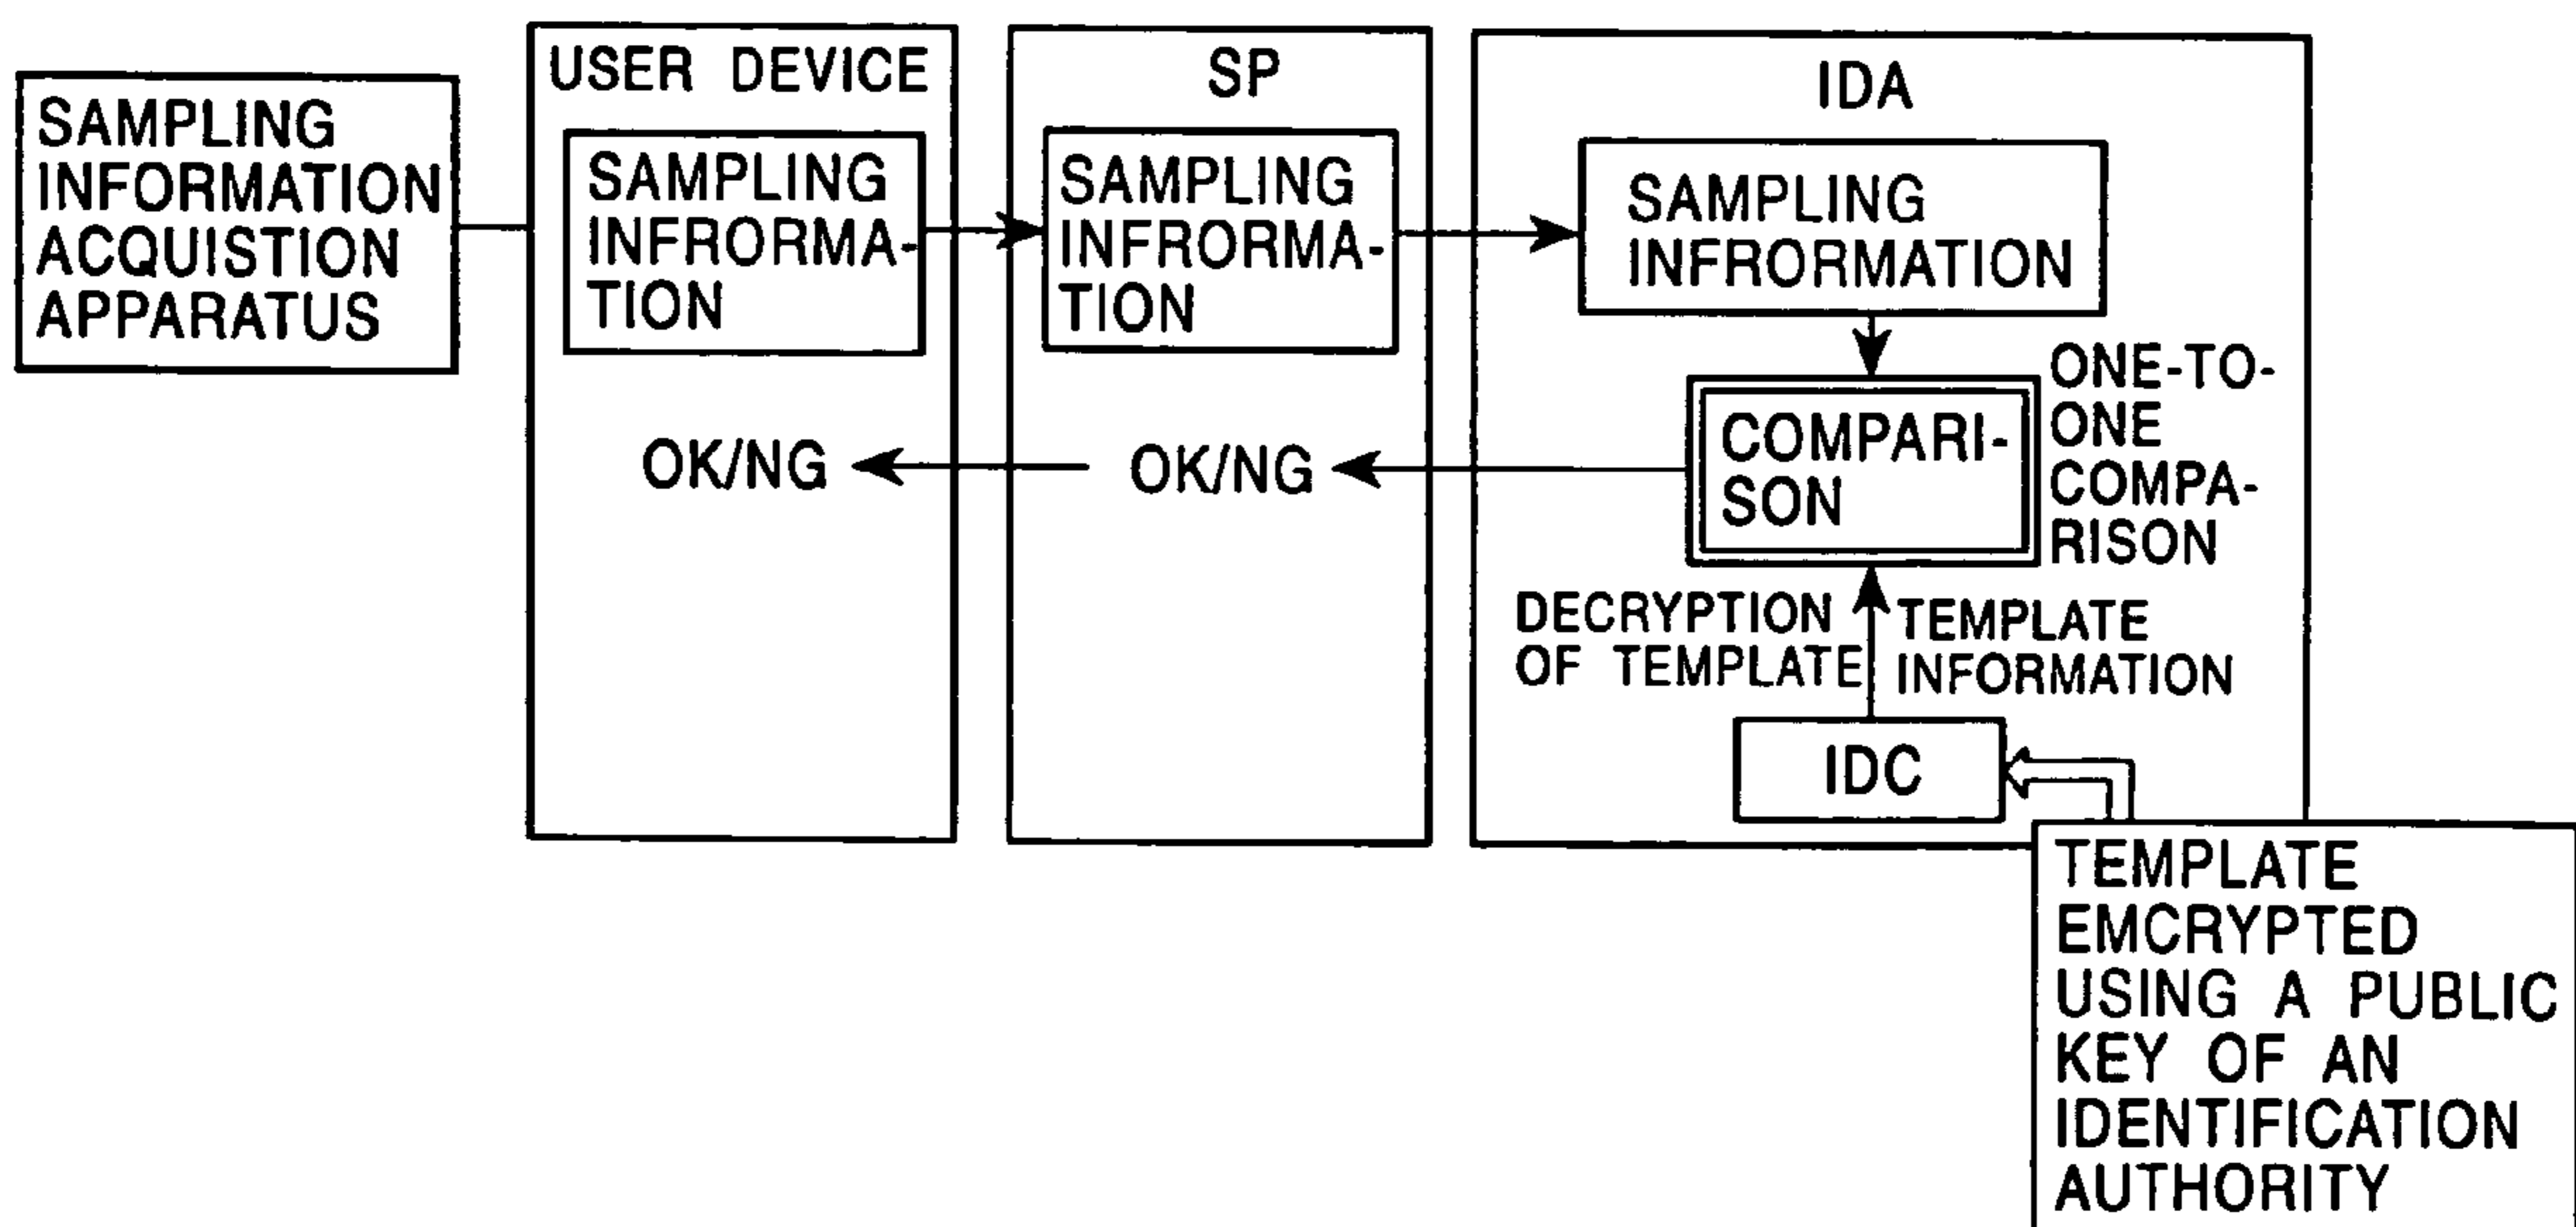 SAMPLING
INFORMATION
ACQUISTION
APPARATUS
USER DEVICE
SAMPLING
INFRORMA-
TION
OK/NG
SP
SAMPLING
INFRORMA-
TION
OK/NG
IDA
SAMPLING
INFRORMATION
COMPARI-
SON
ONE-TO-
ONE
COMPA-
RISON
DECRYPTION
OF TEMPLATE
TEMPLATE
INFORMATION
IDC
TEMPLATE
EMCRYPTED
USING A PUBLIC
KEY OF AN
IDENTIFICATION
AUTHORITY